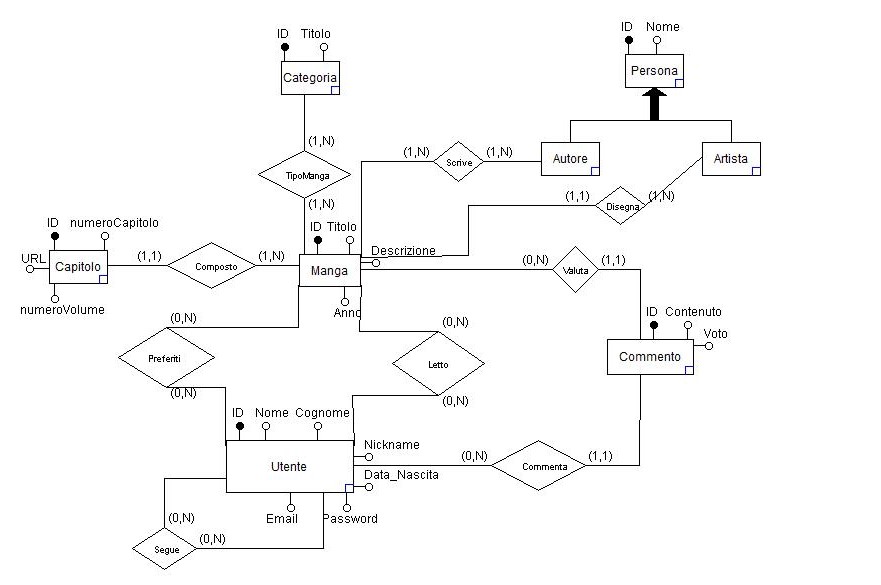 ID Titolo
Categoria
ID Nome
Persona
(1,N)
TipoManga
(1,N)
(1,N)
Scrive
(1,N)
Autore
Artista
(1,1)
Disegna
(1,N)
ID numeroCapitolo
URL
Capitolo
numeroVolume
(1,1)
Composto
(1,N)
ID Titolo
Descrizione
Manga
Anno
(0,N)
Valuta
(1,1)
ID Contenuto
Voto
Commento
(0,N)
Preferiti
(0,N)
(0,N)
Letto
(0,N)
ID Nome Cognome
Nickname
Utente
Data_Nascita
Email
Password
(0,N)
Commenta
(1,1)
(0,N)
Segue
(0,N)